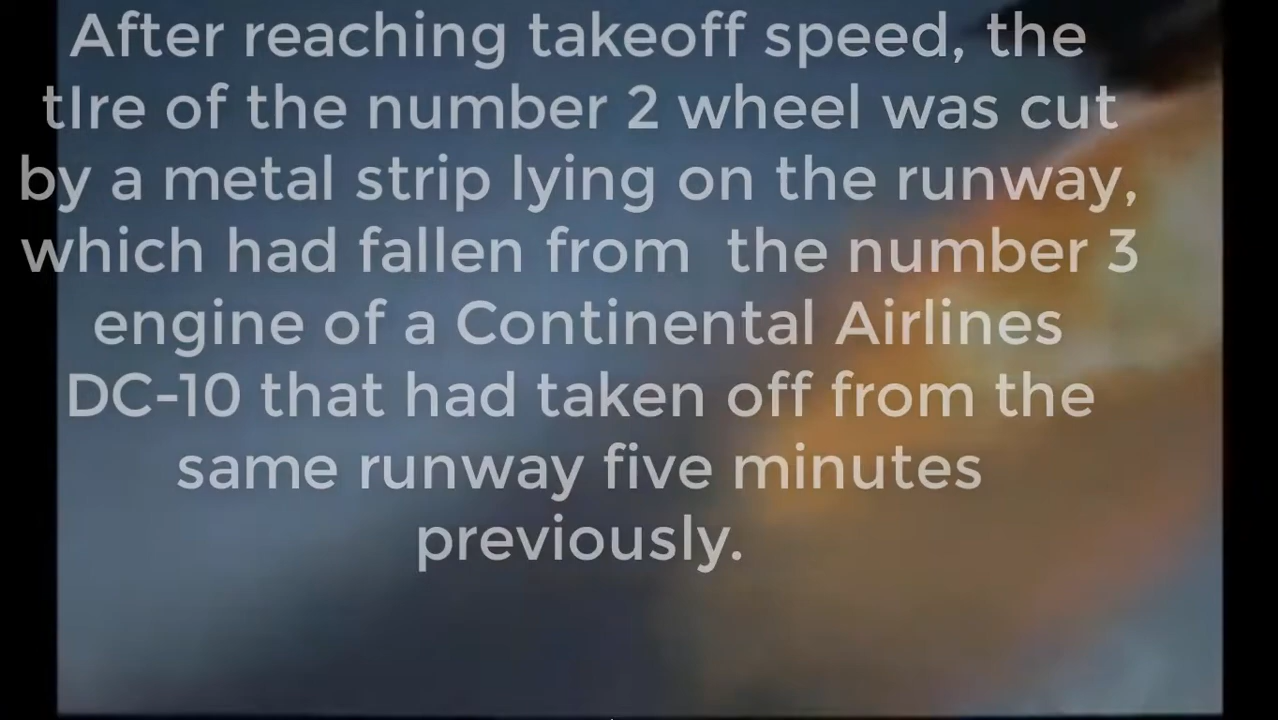 After reaching takeoff speed, the
tIre of the number 2 wheel was cut
by a metal strip lying on the runway,
which had fallen from  the number 3
engine of a Continental Airlines
DC-10 that had taken off from the
same runway five minutes
previously.